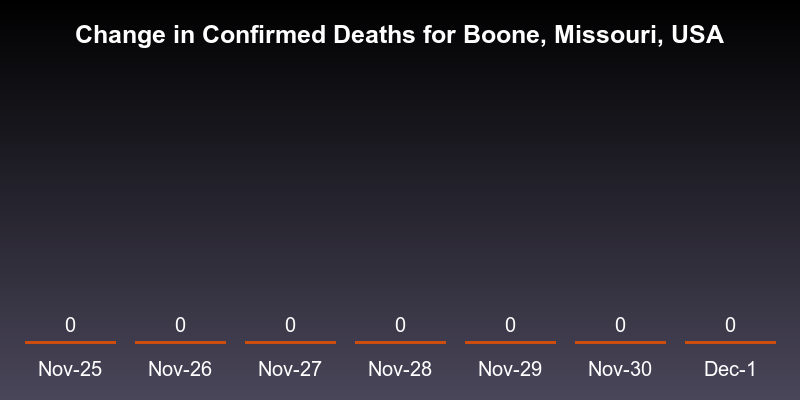 Change in Confirmed Deaths for Boone, Missouri, USA
0 0 0 0 0 0 0
Nov-25 Nov-26 Nov-27 Nov-28 Nov-29 Nov-30 Dec-1